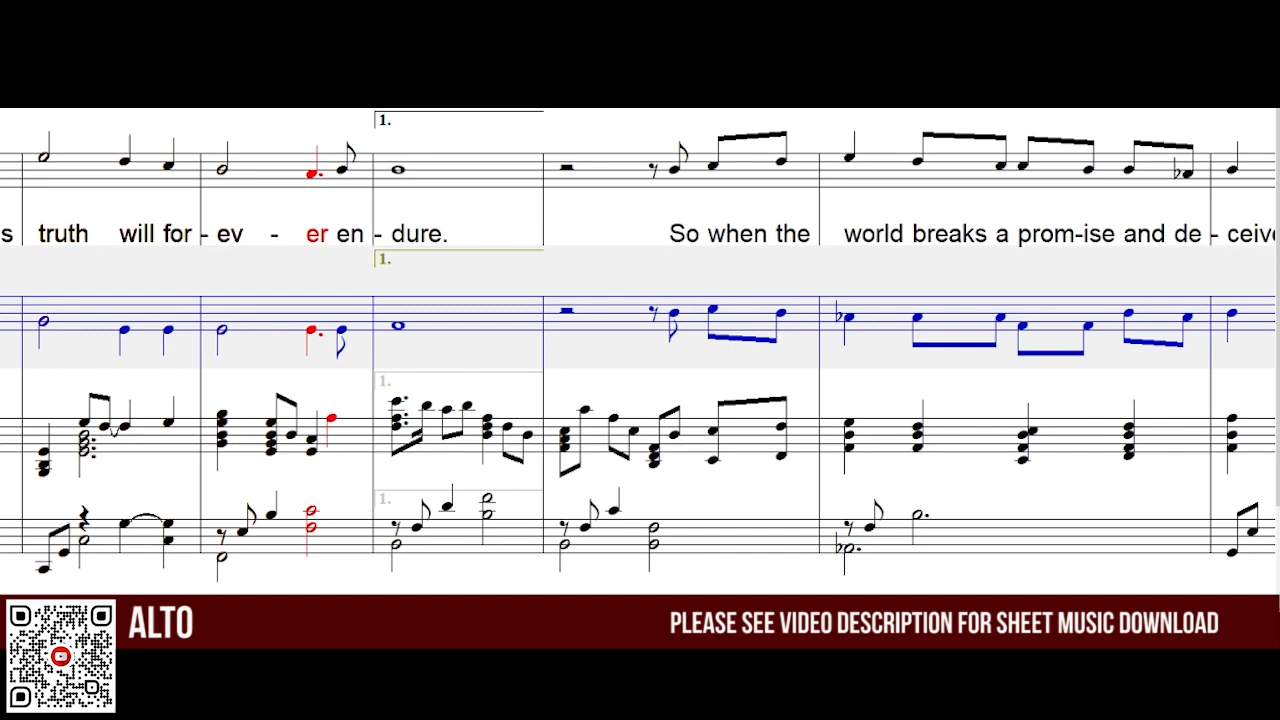 1.
s truth will for - ev - er en - dure. So when the world breaks a prom-ise and de - ceive
1.
1.
1.
ALTO
PLEASE SEE VIDEO DESCRIPTION FOR SHEET MUSIC DOWNLOAD